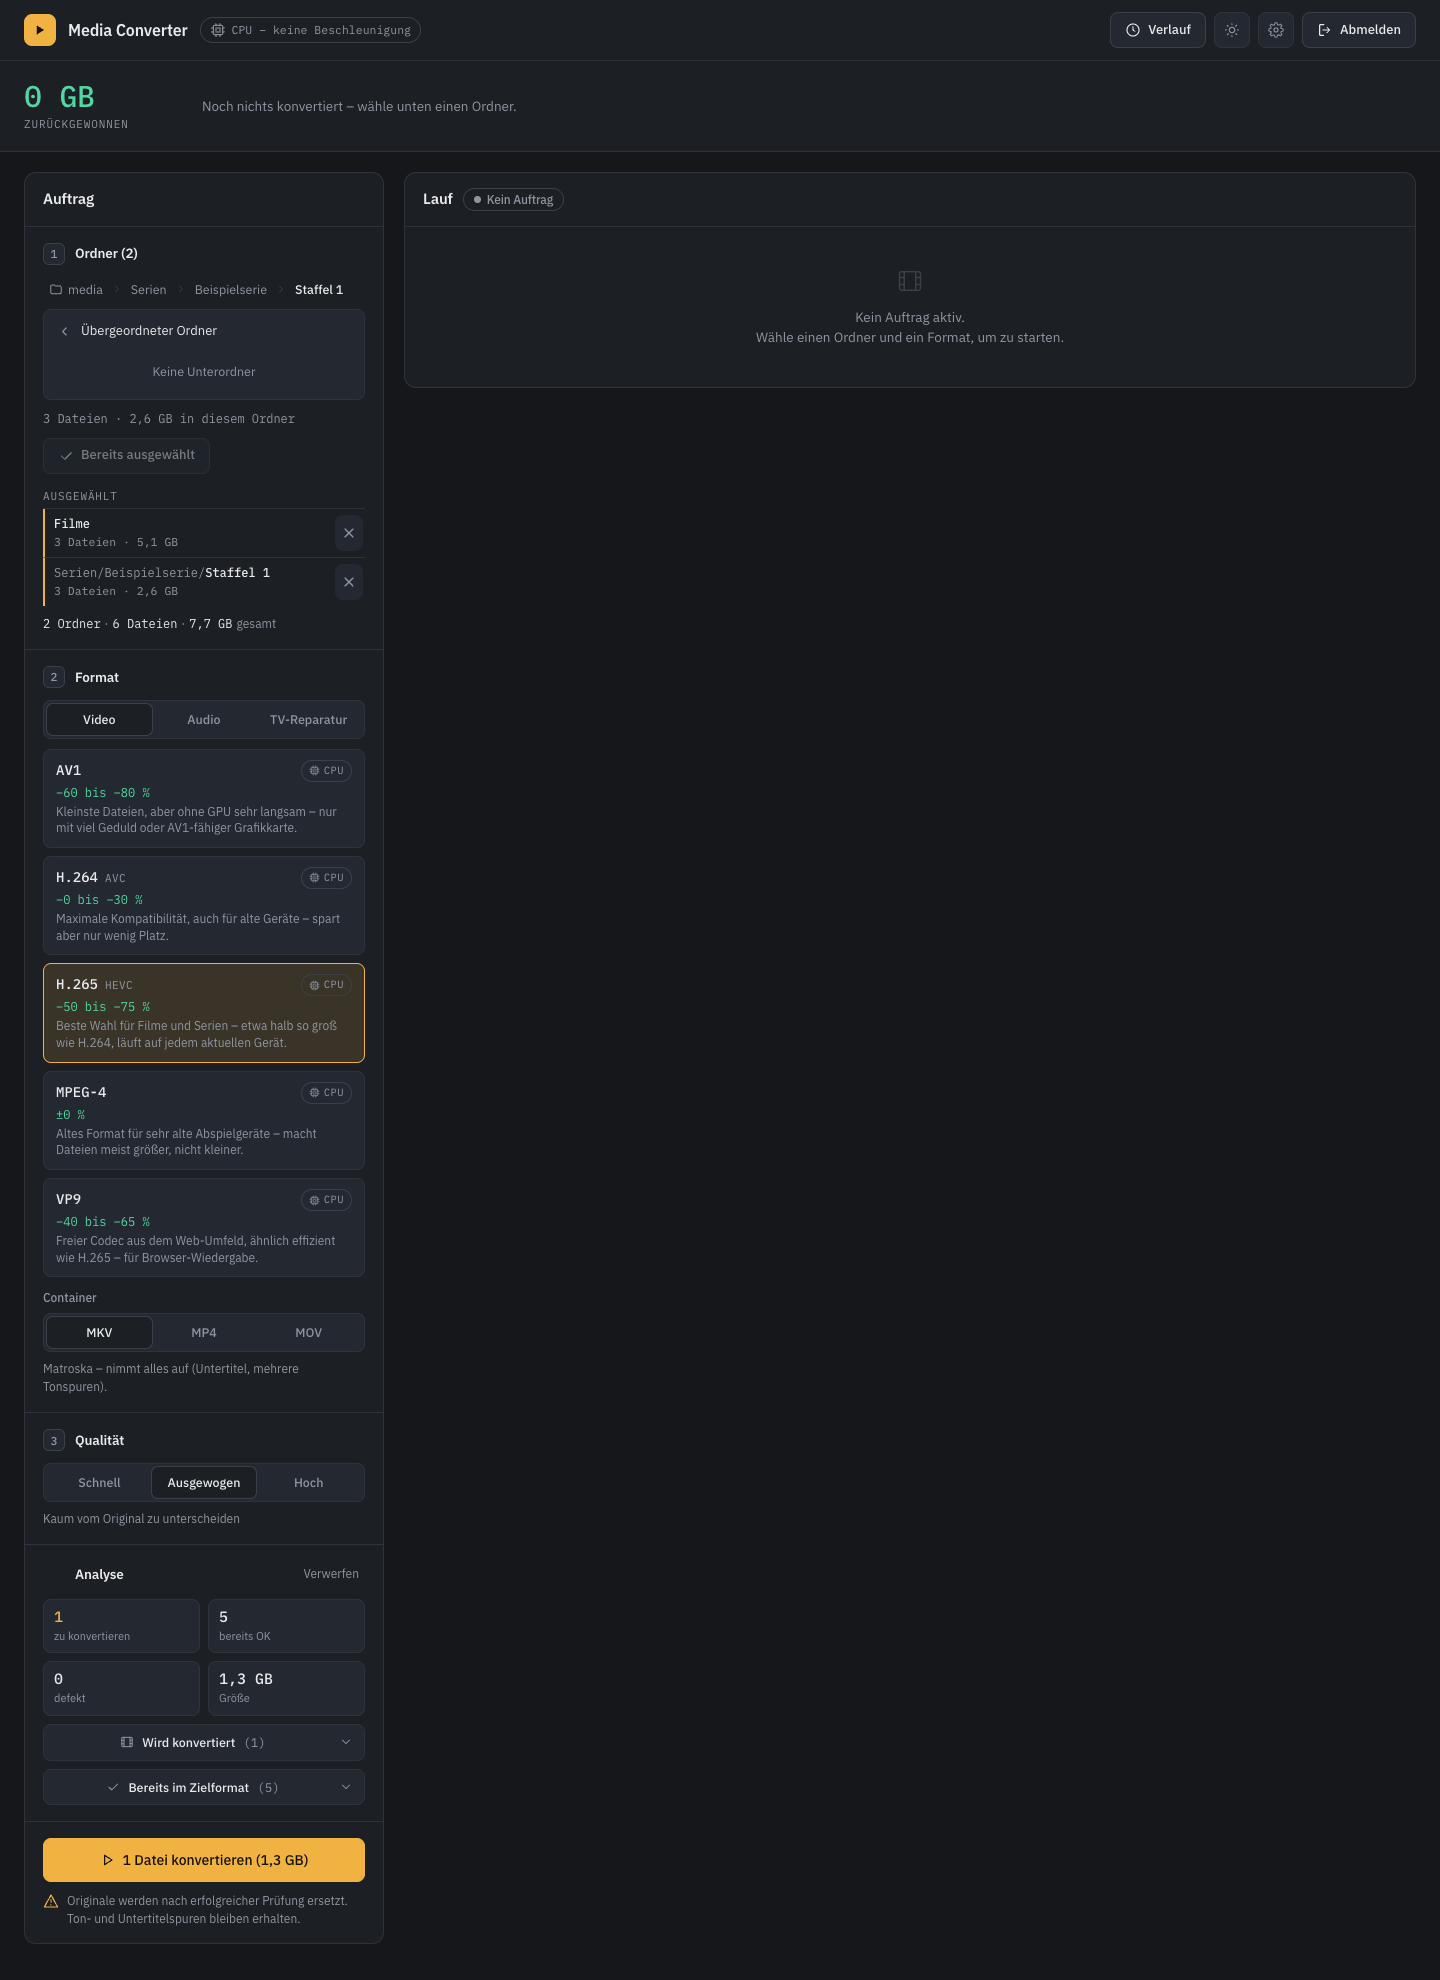 Media Converter
CPU – keine Beschleunigung
Verlauf
Abmelden
0 GB
ZURÜCKGEWONNEN
Noch nichts konvertiert – wähle unten einen Ordner.
Auftrag
1 Ordner (2)
media > Serien > Beispielserie > Staffel 1
Übergeordneter Ordner
Keine Unterordner
3 Dateien · 2,6 GB in diesem Ordner
Bereits ausgewählt
AUSGEWÄHLT
Filme
3 Dateien · 5,1 GB
Serien/Beispielserie/Staffel 1
3 Dateien · 2,6 GB
2 Ordner · 6 Dateien · 7,7 GB gesamt
2 Format
Video Audio TV-Reparatur
AV1 CPU
−60 bis −80 %
Kleinste Dateien, aber ohne GPU sehr langsam – nur
mit viel Geduld oder AV1-fähiger Grafikkarte.
H.264 AVC CPU
−0 bis −30 %
Maximale Kompatibilität, auch für alte Geräte – spart
aber nur wenig Platz.
H.265 HEVC CPU
−50 bis −75 %
Beste Wahl für Filme und Serien – etwa halb so groß
wie H.264, läuft auf jedem aktuellen Gerät.
MPEG-4 CPU
±0 %
Altes Format für sehr alte Abspielgeräte – macht
Dateien meist größer, nicht kleiner.
VP9 CPU
−40 bis −65 %
Freier Codec aus dem Web-Umfeld, ähnlich effizient
wie H.265 – für Browser-Wiedergabe.
Container
MKV MP4 MOV
Matroska – nimmt alles auf (Untertitel, mehrere
Tonspuren).
3 Qualität
Schnell Ausgewogen Hoch
Kaum vom Original zu unterscheiden
Analyse Verwerfen
1
zu konvertieren
5
bereits OK
0
defekt
1,3 GB
Größe
Wird konvertiert (1)
Bereits im Zielformat (5)
1 Datei konvertieren (1,3 GB)
Originale werden nach erfolgreicher Prüfung ersetzt.
Ton- und Untertitelspuren bleiben erhalten.
Lauf
Kein Auftrag
Kein Auftrag aktiv.
Wähle einen Ordner und ein Format, um zu starten.